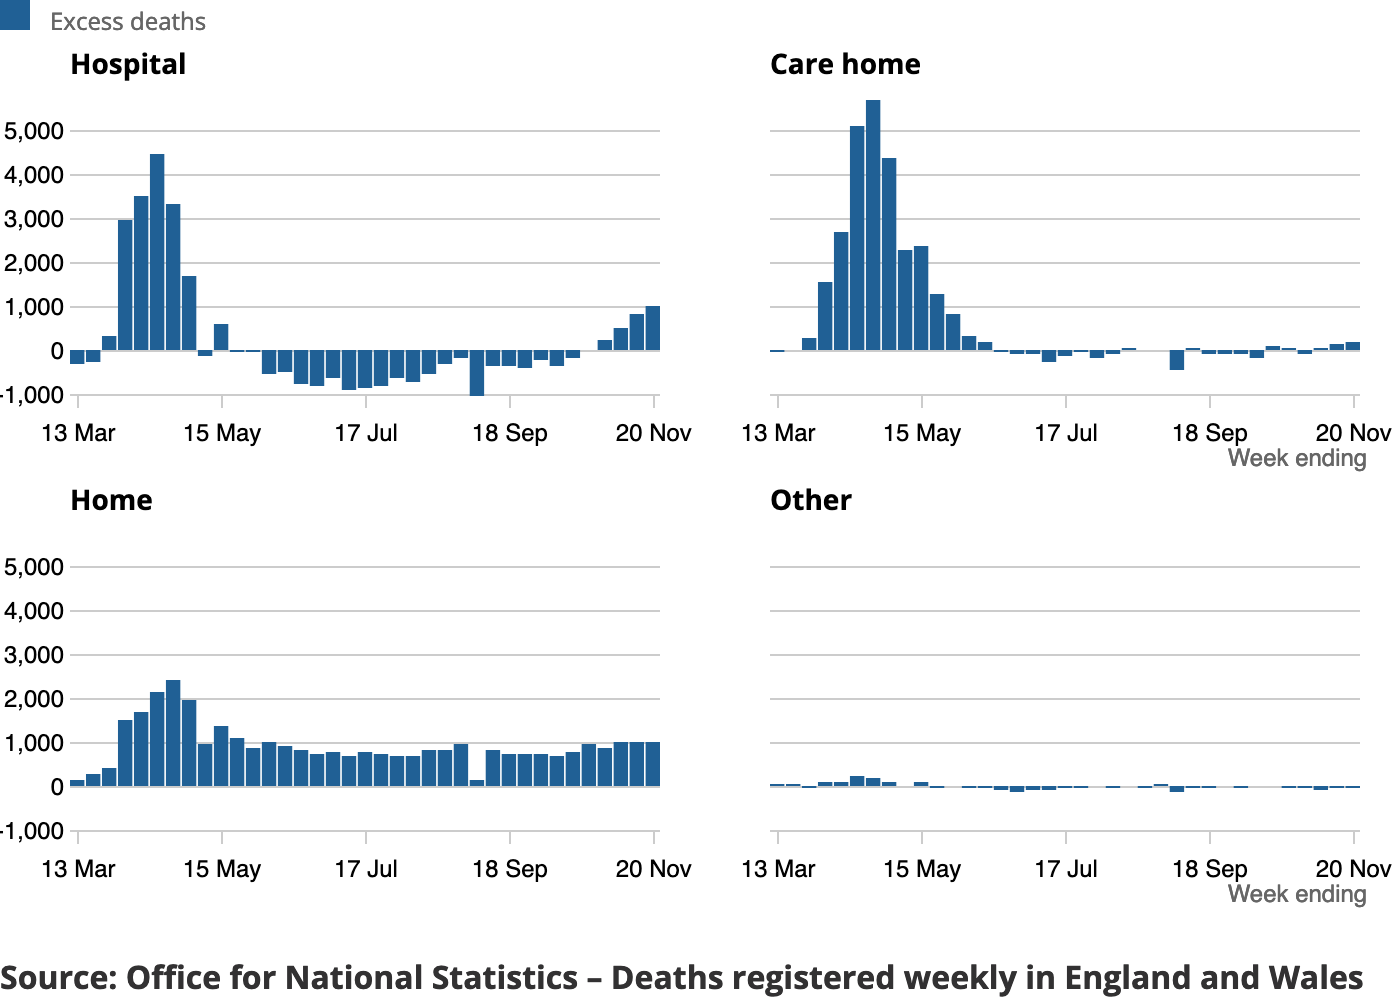 Excess deaths
Hospital
5,000
4,000
3,000
2,000
1,000
0
-1,000
13 Mar 15 May 17 Jul 18 Sep 20 Nov
Care home
13 Mar 15 May 17 Jul 18 Sep 20 Nov
Week ending
Home
5,000
4,000
3,000
2,000
1,000
0
-1,000
13 Mar 15 May 17 Jul 18 Sep 20 Nov
Other
13 Mar 15 May 17 Jul 18 Sep 20 Nov
Week ending
Source: Office for National Statistics – Deaths registered weekly in England and Wales